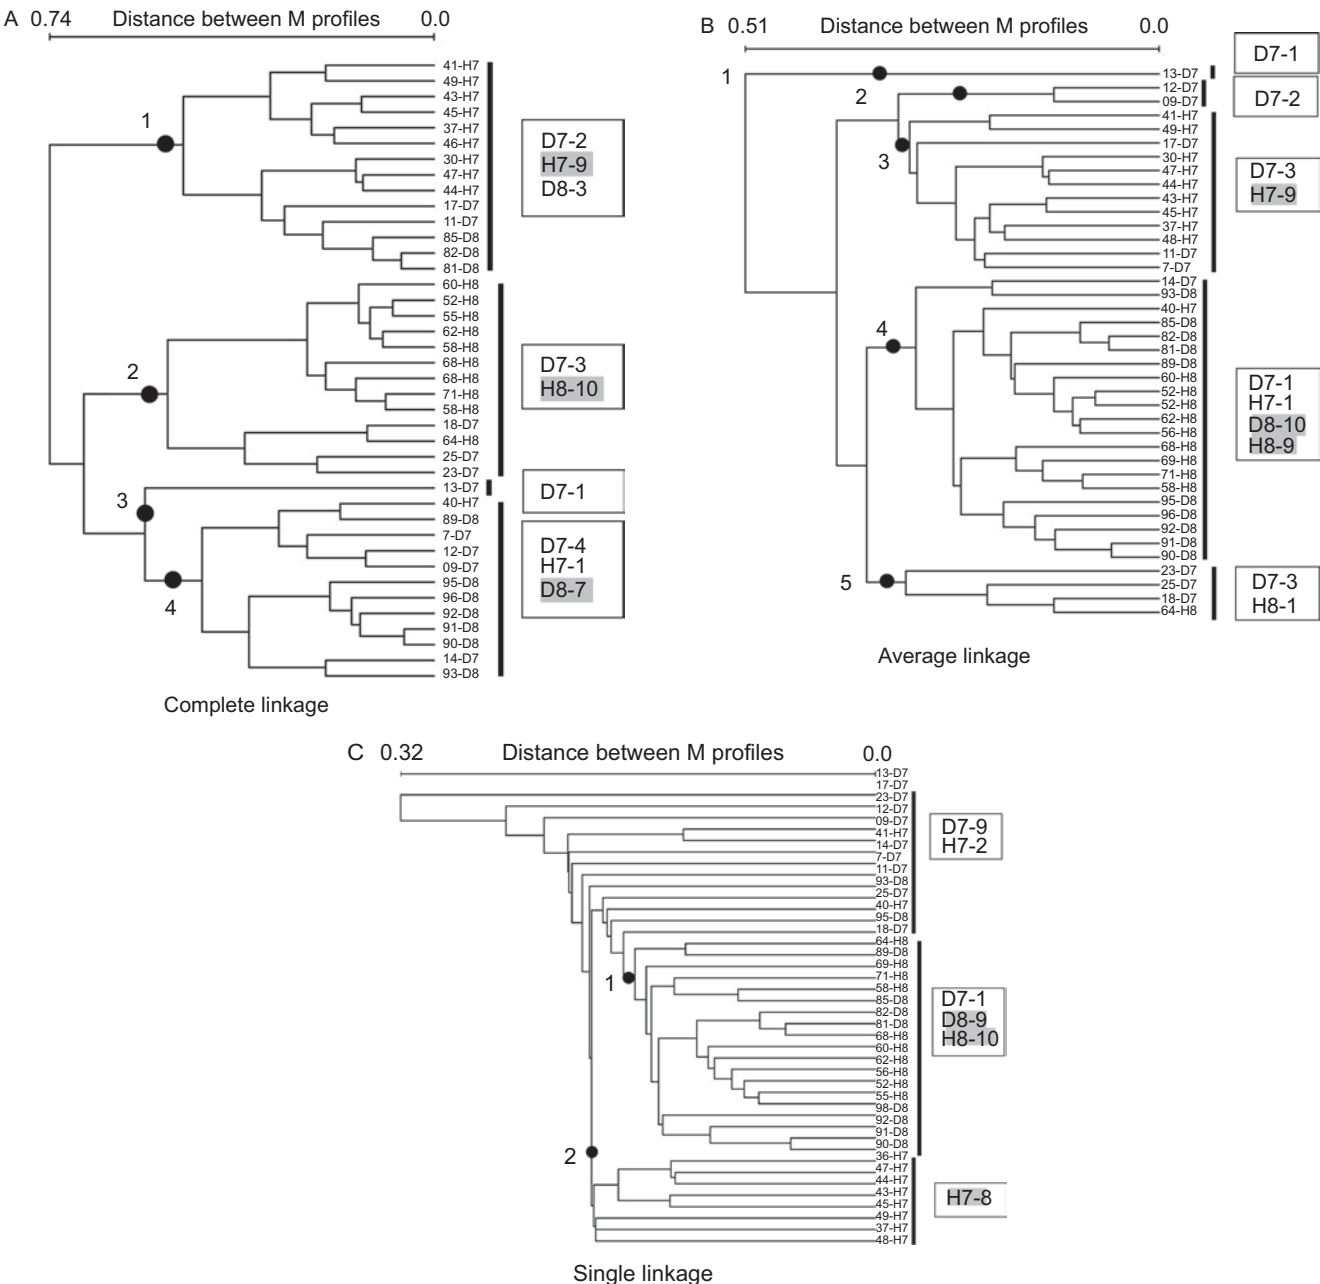 A 0.74 Distance between M profiles 0.0
41-H7
49-H7
43-H7
45-H7
37-H7
46-H7
30-H7
47-H7
44-H7
17-D7
11-D7
85-D8
82-D8
81-D8
60-H8
52-H8
55-H8
62-H8
58-H8
68-H8
68-H8
71-H8
58-H8
18-D7
64-H8
25-D7
23-D7
13-D7
40-H7
89-D8
7-D7
12-D7
09-D7
95-D8
96-D8
92-D8
91-D8
90-D8
14-D7
93-D8
1
2
3
4
D7-2
H7-9
D8-3
D7-3
H8-10
D7-1
D7-4
H7-1
D8-7
Complete linkage
B 0.51 Distance between M profiles 0.0
13-D7
12-D7
09-D7
41-H7
49-H7
17-D7
30-H7
47-H7
44-H7
43-H7
45-H7
37-H7
48-H7
11-D7
7-D7
14-D7
93-D8
40-H7
85-D8
82-D8
81-D8
89-D8
60-H8
52-H8
52-H8
62-H8
56-H8
68-H8
69-H8
71-H8
58-H8
95-D8
96-D8
92-D8
91-D8
90-D8
23-D7
25-D7
18-D7
64-H8
1
2
3
4
5
D7-1
D7-2
D7-3
H7-9
D7-1
H7-1
D8-10
H8-9
D7-3
H8-1
Average linkage
C 0.32 Distance between M profiles 0.0
13-D7
17-D7
23-D7
12-D7
09-D7
41-H7
14-D7
7-D7
11-D7
93-D8
25-D7
40-H7
95-D8
18-D7
64-H8
89-D8
69-H8
71-H8
58-H8
85-D8
82-D8
81-D8
68-H8
60-H8
62-H8
56-H8
52-H8
55-H8
98-D8
92-D8
91-D8
90-D8
36-H7
47-H7
44-H7
43-H7
45-H7
49-H7
37-H7
48-H7
1
2
D7-9
H7-2
D7-1
D8-9
H8-10
H7-8
Single linkage